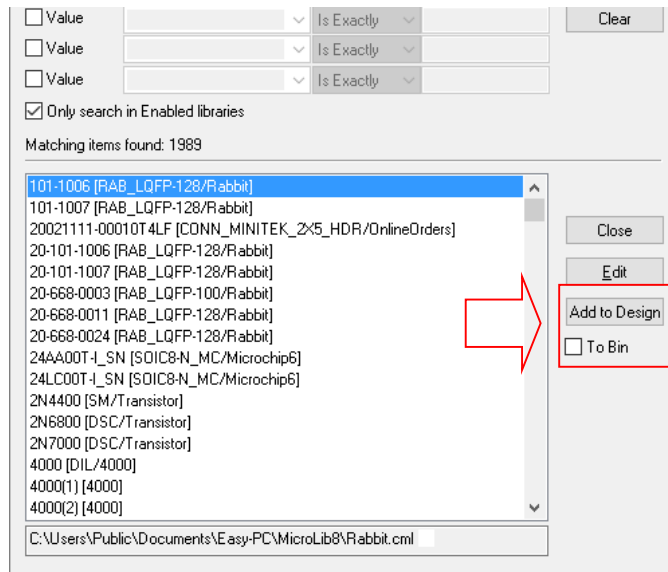 Value Is Exactly Clear
Value Is Exactly
Value Is Exactly
Only search in Enabled libraries
Matching items found: 1989
101-1006 [RAB_LQFP-128/Rabbit]
101-1007 [RAB_LQFP-128/Rabbit]
20021111-00010T4LF [CONN_MINITEK_2X5_HDR/OnlineOrders]
20-101-1006 [RAB_LQFP-128/Rabbit]
20-101-1007 [RAB_LQFP-128/Rabbit]
20-668-0003 [RAB_LQFP-100/Rabbit]
20-668-0011 [RAB_LQFP-128/Rabbit]
20-668-0024 [RAB_LQFP-128/Rabbit]
24AA00T-I_SN [SOIC8-N_MC/Microchip6]
24LC00T-I_SN [SOIC8-N_MC/Microchip6]
2N4400 [SM/Transistor]
2N6800 [DSC/Transistor]
2N7000 [DSC/Transistor]
4000 [DIL/4000]
4000(1) [4000]
4000(2) [4000]
Close
Edit
Add to Design
To Bin
C:\Users\Public\Documents\Easy-PC\MicroLib8\Rabbit.cml